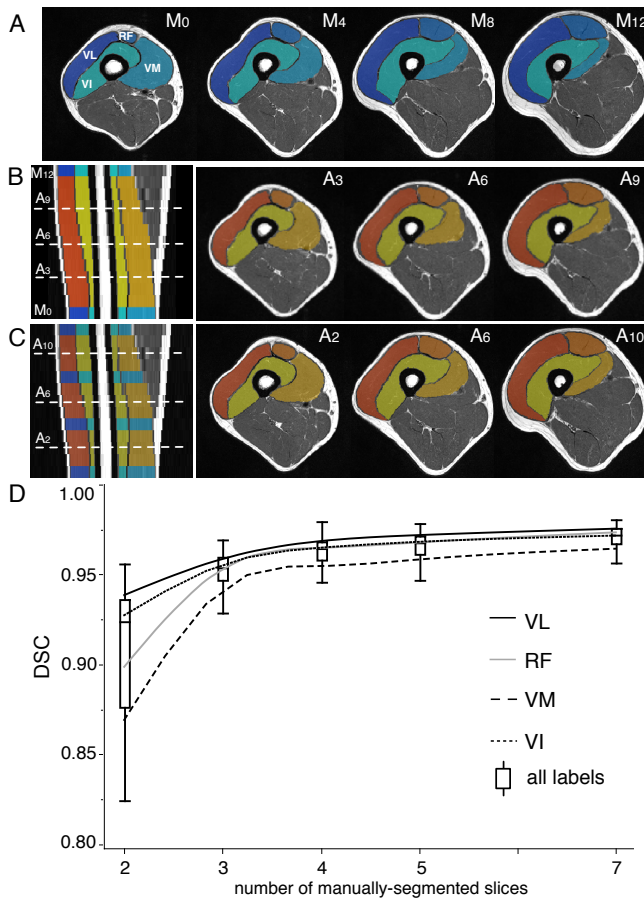 A
M0
M4
M8
M12
RF
VL
VM
VI
B
M12
A9
A6
A3
M0
A3
A6
A9
C
A10
A6
A2
A2
A6
A10
D
1.00
0.95
0.90
0.85
0.80
DSC
VL
RF
VM
VI
all labels
2 3 4 5 7
number of manually-segmented slices